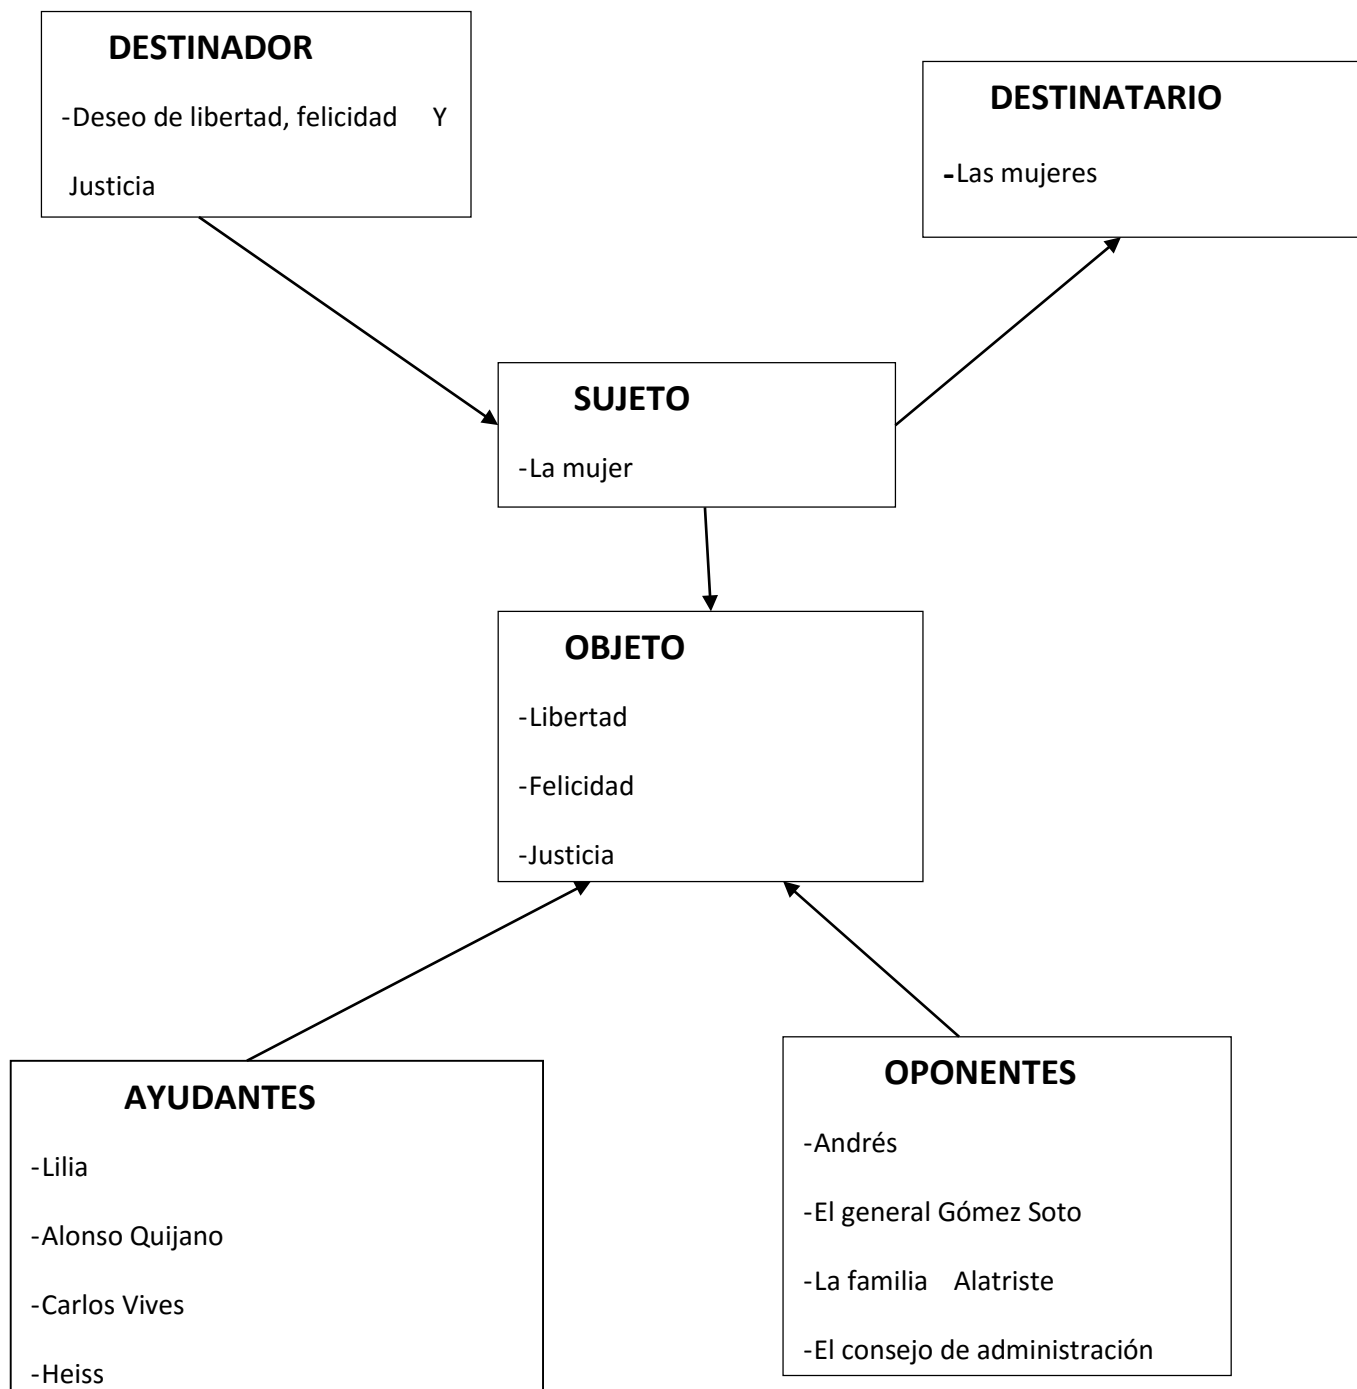 DESTINADOR
-Deseo de libertad, felicidad Y
Justicia
DESTINATARIO
-Las mujeres
SUJETO
-La mujer
OBJETO
-Libertad
-Felicidad
-Justicia
AYUDANTES
-Lilia
-Alonso Quijano
-Carlos Vives
-Heiss
OPONENTES
-Andrés
-El general Gómez Soto
-La familia Alatriste
-El consejo de administración